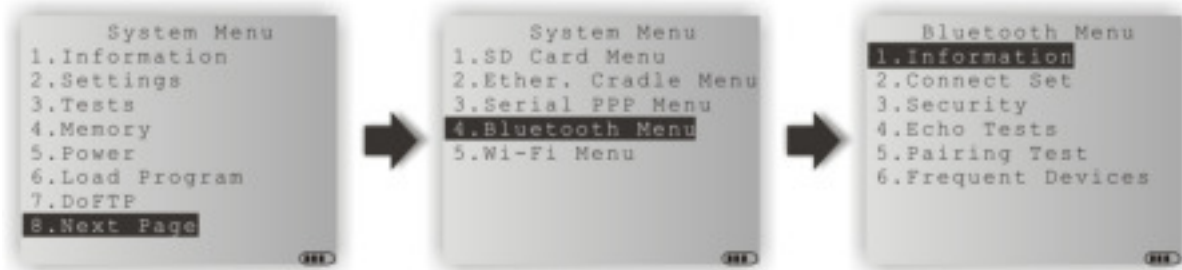 System Menu
1.Information
2.Settings
3.Tests
4.Memory
5.Power
6.Load Program
7.DoFTP
8.Next Page
System Menu
1.SD Card Menu
2.Ether. Cradle Menu
3.Serial PPP Menu
4.Bluetooth Menu
5.Wi-Fi Menu
Bluetooth Menu
1.Information
2.Connect Set
3.Security
4.Echo Tests
5.Pairing Test
6.Frequent Devices